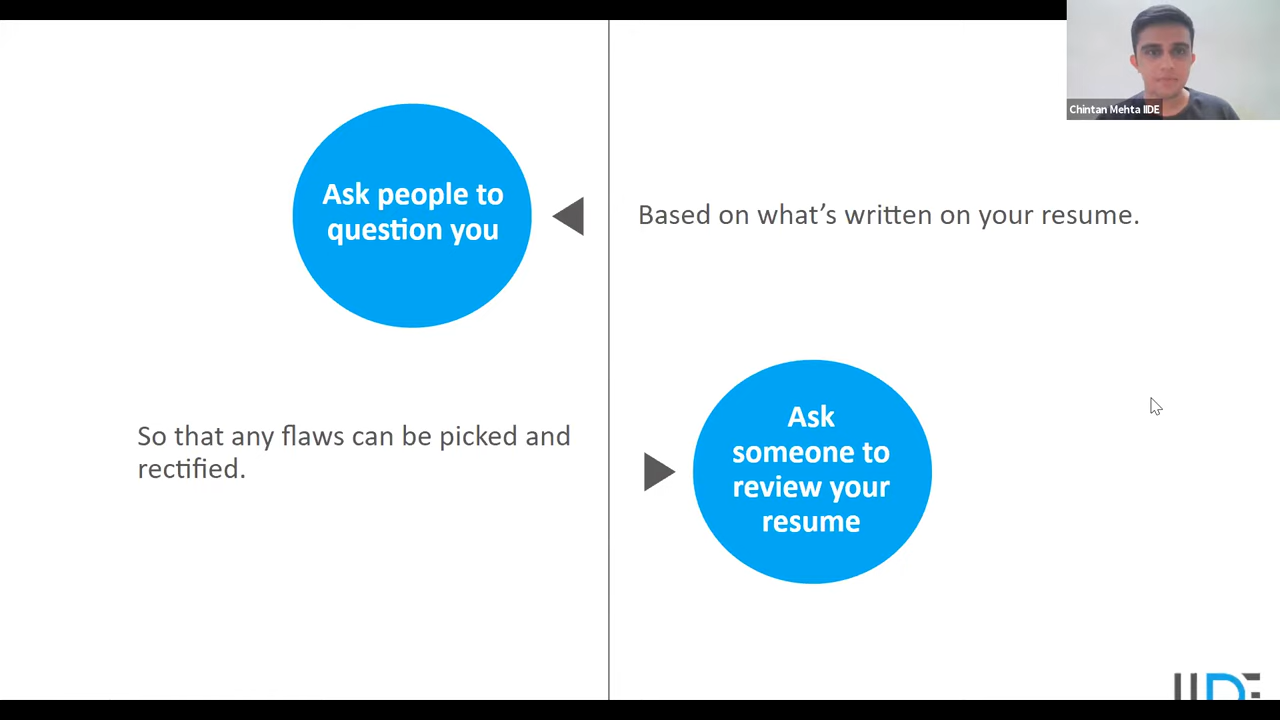 Chintan Mehta IIDE
Ask people to
question you
Based on what’s written on your resume.
So that any flaws can be picked and
rectified.
Ask
someone to
review your
resume
IIDE